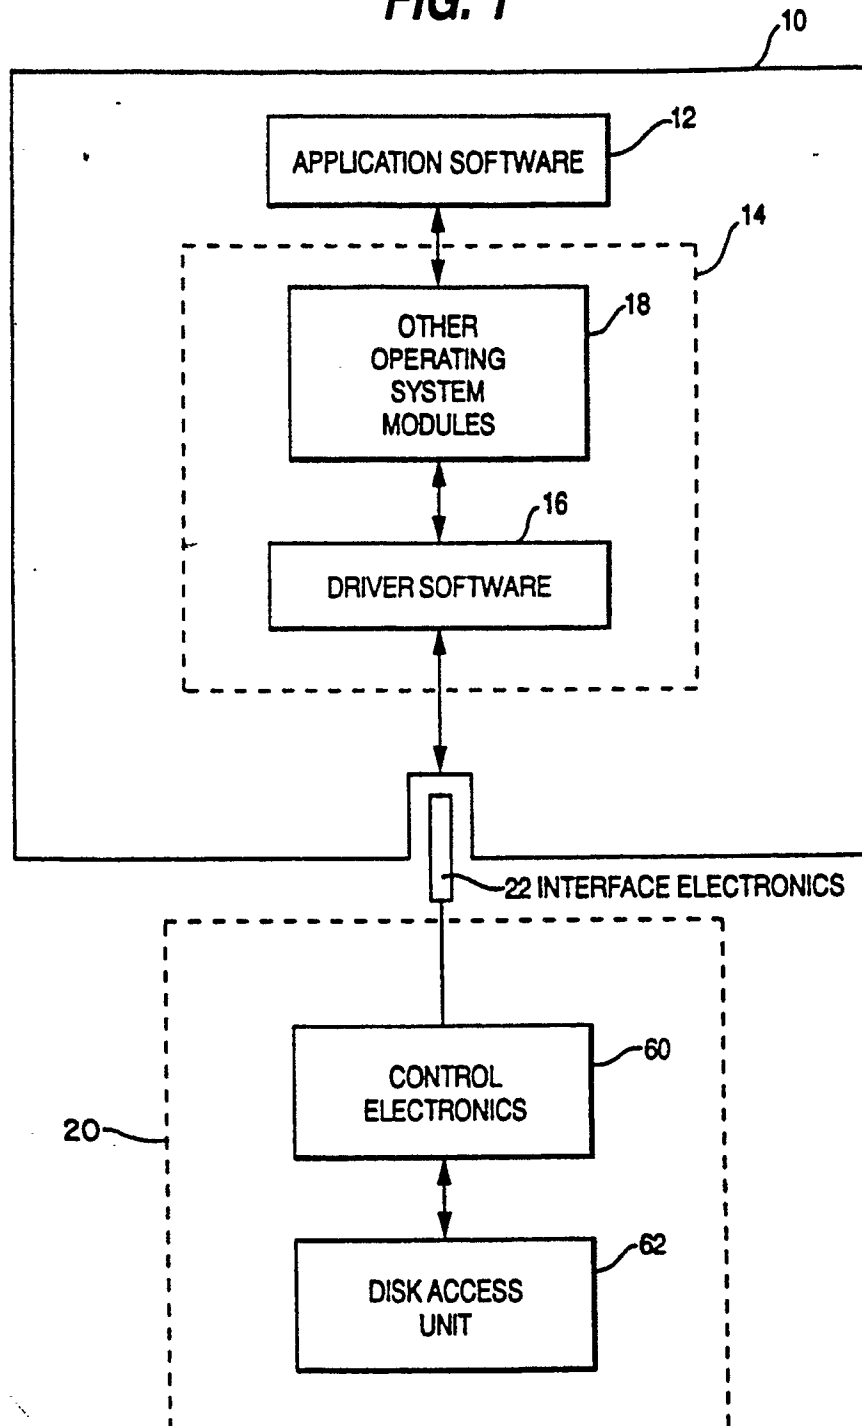 FIG. 1
10
12
APPLICATION SOFTWARE
14
18
OTHER
OPERATING
SYSTEM
MODULES
16
DRIVER SOFTWARE
22 INTERFACE ELECTRONICS
60
CONTROL
ELECTRONICS
20
62
DISK ACCESS
UNIT